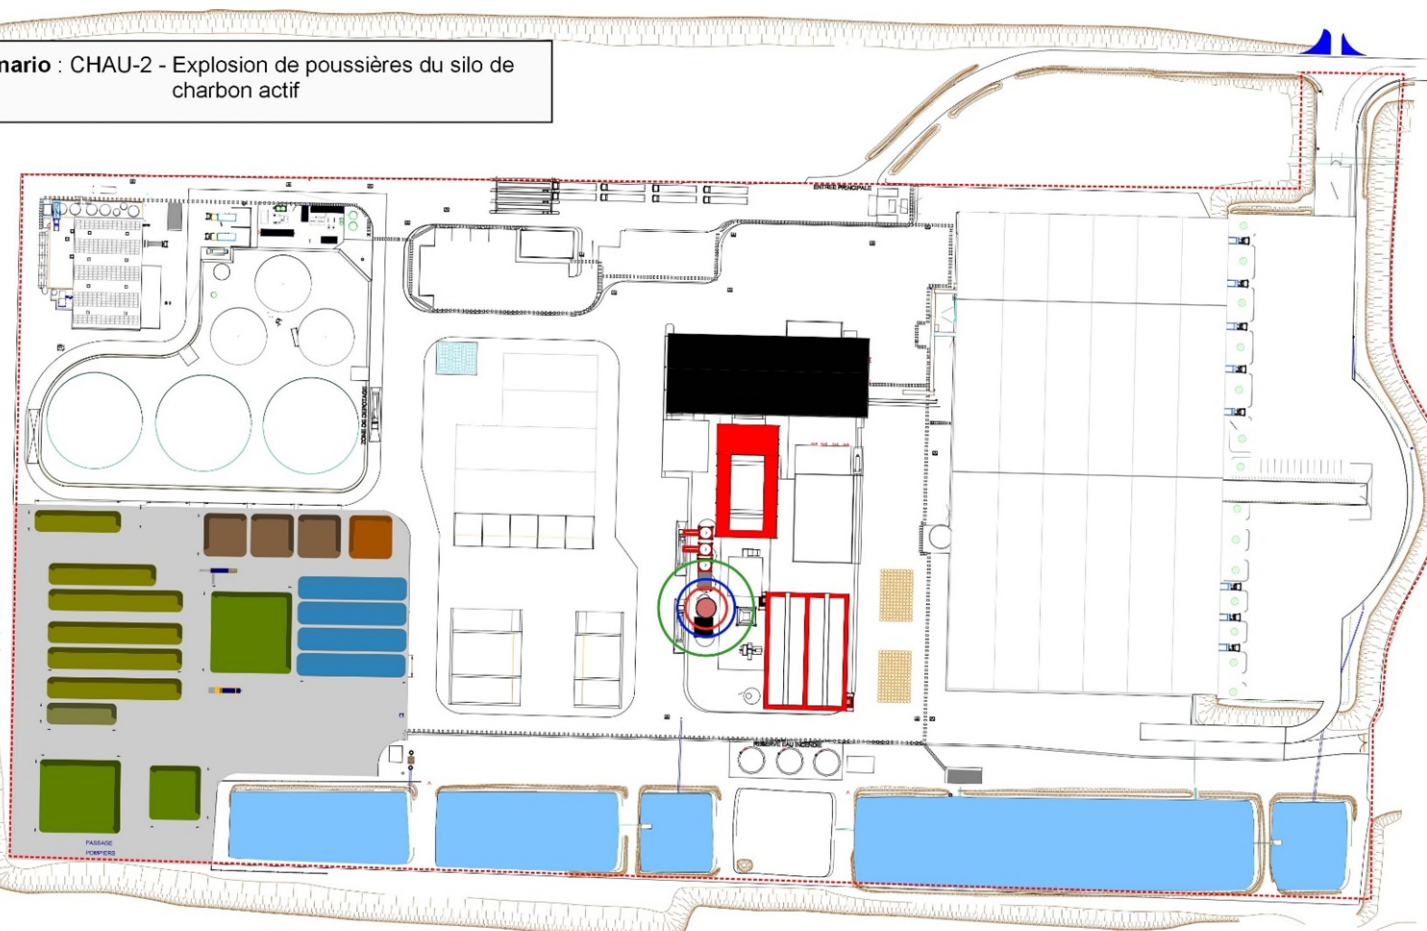 nario : CHAU-2 - Explosion de poussières du silo de
charbon actif
ENTREE PRINCIPALE
ZONE DE DEPOTAGE
RESERVE EAU INCENDIE
PASSAGE
POMPIERS